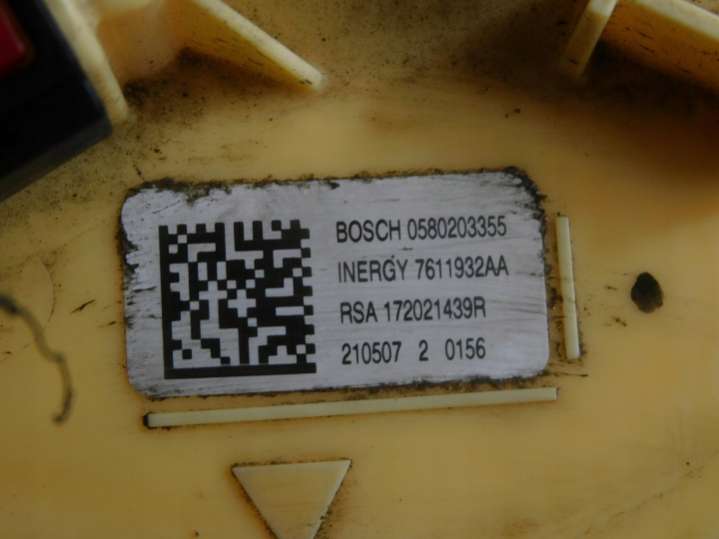 BOSCH 0580203355
INERGY 7611932AA
RSA 172021439R
210507 2 0156